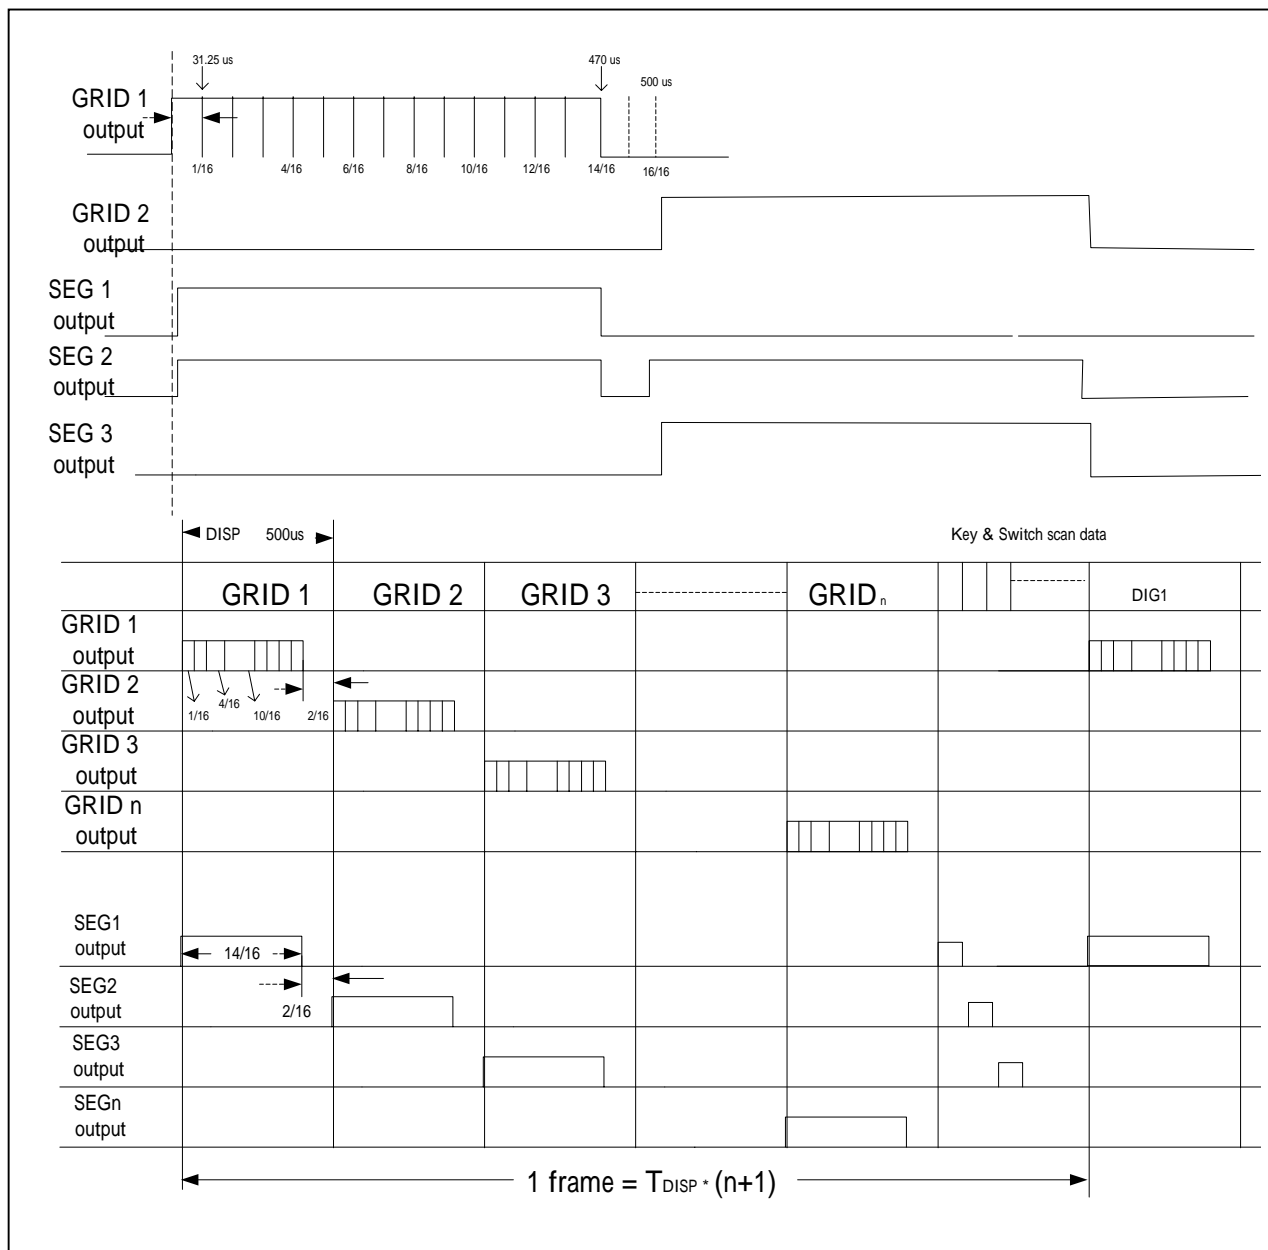 31.25 us
470 us
500 us
GRID 1
output
1/16 4/16 6/16 8/16 10/16 12/16 14/16 16/16
GRID 2
output
SEG 1
output
SEG 2
output
SEG 3
output
DISP 500us
Key & Switch scan data
GRID 1 GRID 2 GRID 3 GRID n DIG1
GRID 1
output
GRID 2
output
1/16 4/16 10/16 2/16
GRID 3
output
GRID n
output
SEG1
output
14/16
SEG2
output
2/16
SEG3
output
SEGn
output
1 frame = TDISP * (n+1)